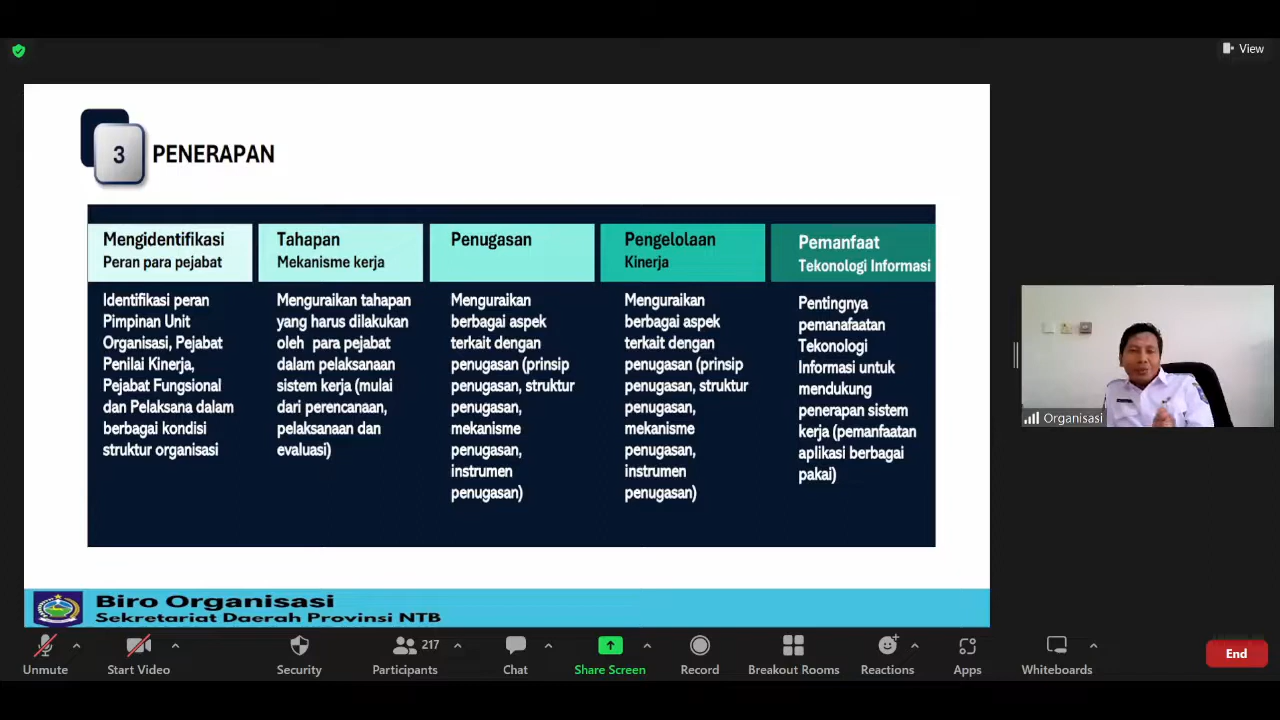 View
3
PENERAPAN
Mengidentifikasi
Peran para pejabat
Identifikasi peran
Pimpinan Unit
Organisasi, Pejabat
Penilai Kinerja,
Pejabat Fungsional
dan Pelaksana dalam
berbagai kondisi
struktur organisasi
Tahapan
Mekanisme kerja
Menguraikan tahapan
yang harus dilakukan
oleh para pejabat
dalam pelaksanaan
sistem kerja (mulai
dari perencanaan,
pelaksanaan dan
evaluasi)
Penugasan
Menguraikan
berbagai aspek
terkait dengan
penugasan (prinsip
penugasan, struktur
penugasan,
mekanisme
penugasan,
instrumen
penugasan)
Pengelolaan
Kinerja
Menguraikan
berbagai aspek
terkait dengan
penugasan (prinsip
penugasan, struktur
penugasan,
mekanisme
penugasan,
instrumen
penugasan)
Pemanfaat
Tekonologi Informasi
Pentingnya
pemanafaatan
Tekonologi
Informasi untuk
mendukung
penerapan sistem
kerja (pemanfaatan
aplikasi berbagai
pakai)
Organisasi
Biro Organisasi
Sekretariat Daerah Provinsi NTB
Unmute
Start Video
Security
217
Participants
Chat
Share Screen
Record
Breakout Rooms
Reactions
Apps
Whiteboards
End